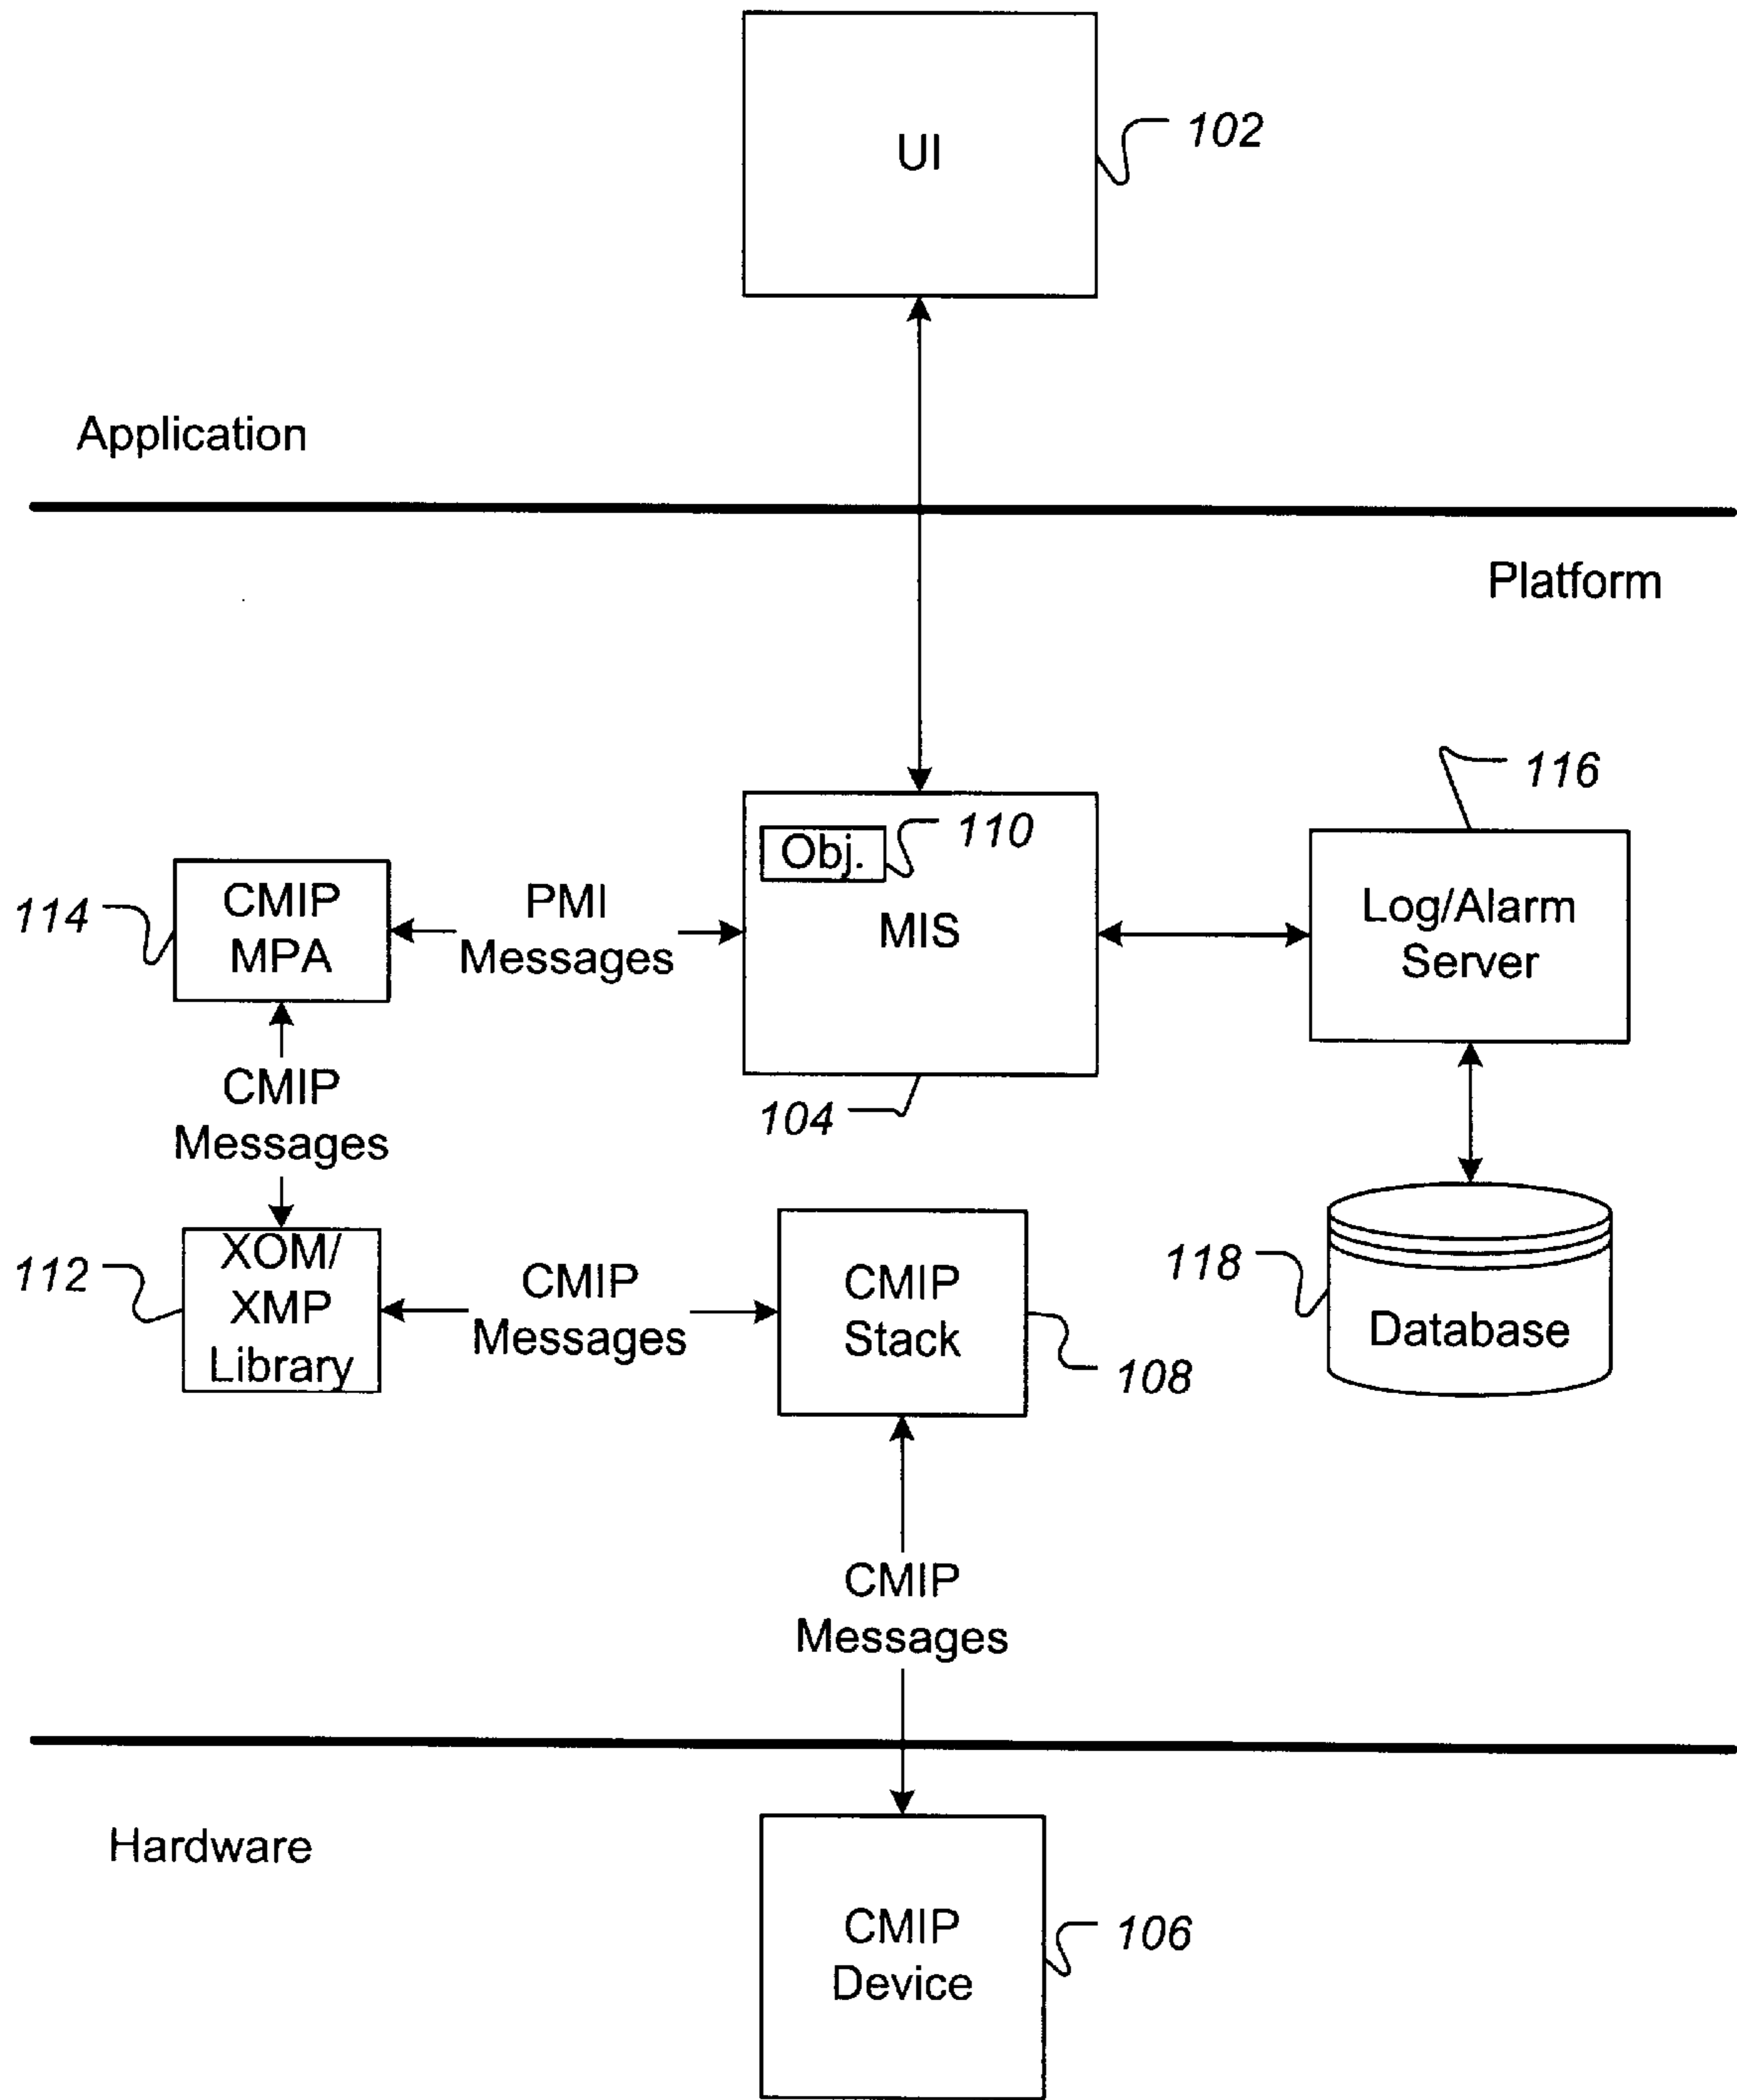 UI
102
Application
Platform
116
Obj.
110
MIS
104
Log/Alarm
Server
114
CMIP
MPA
PMI
Messages
CMIP
Messages
112
XOM/
XMP
Library
CMIP
Messages
CMIP
Stack
108
118
Database
CMIP
Messages
Hardware
CMIP
Device
106